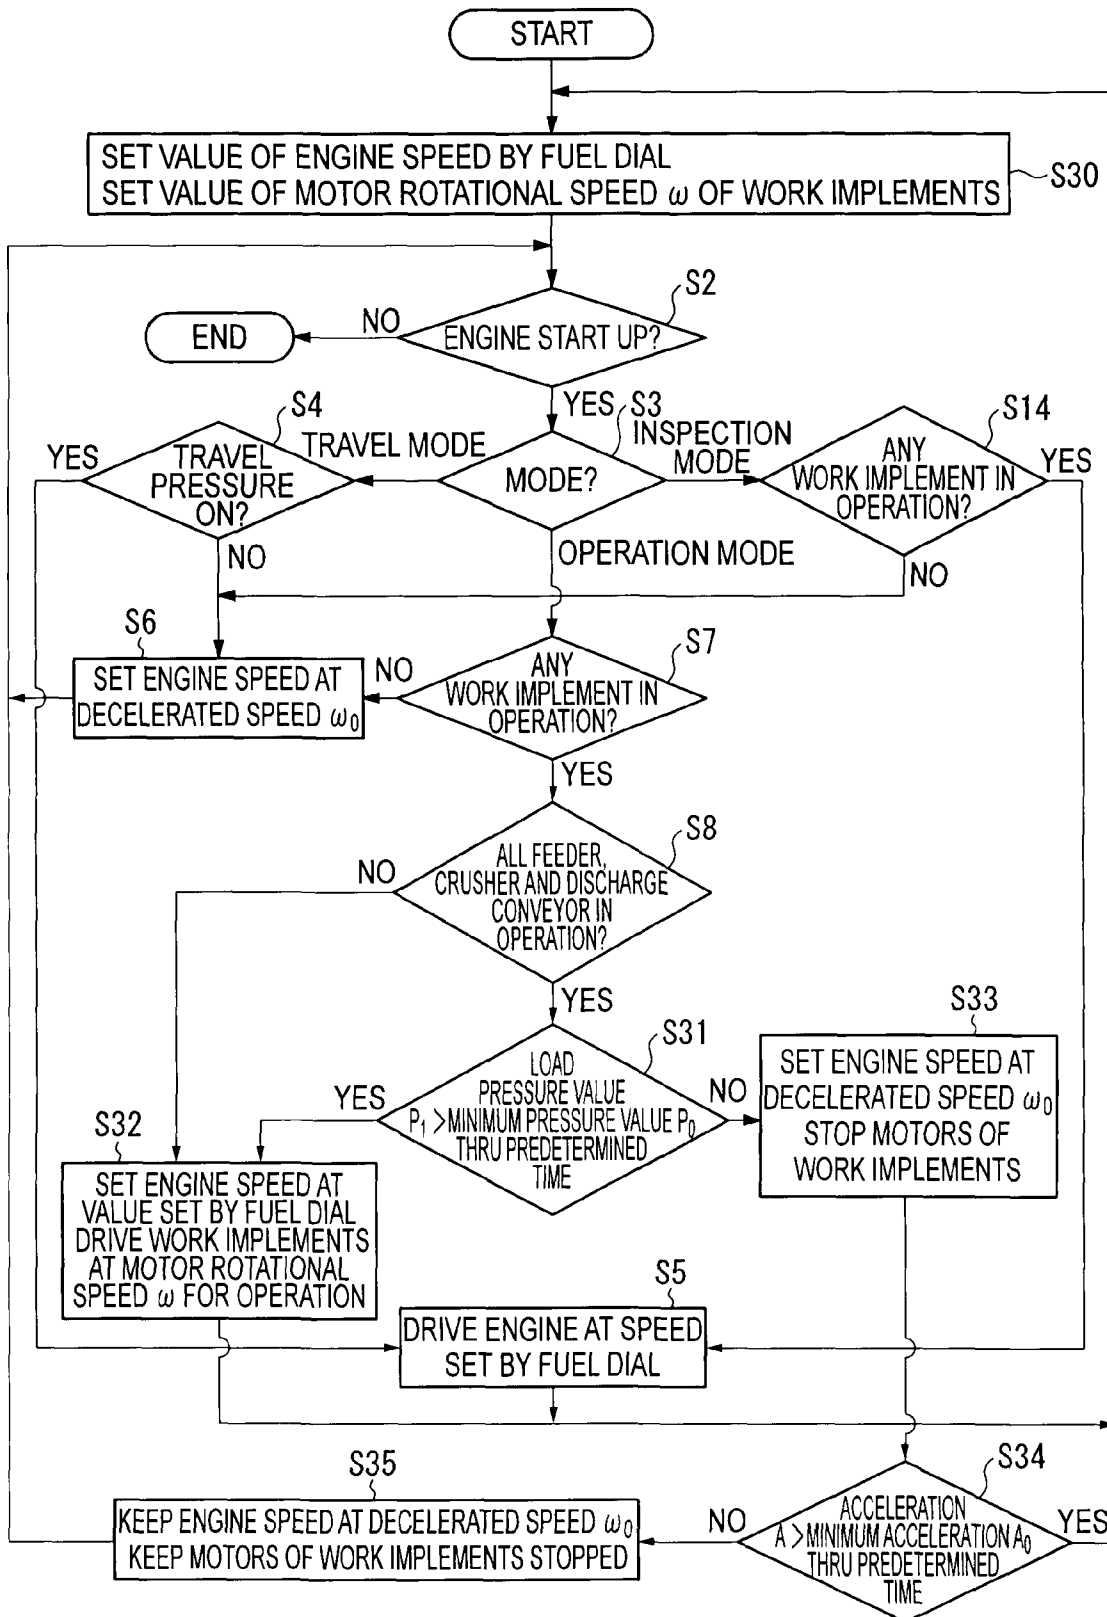 START
SET VALUE OF ENGINE SPEED BY FUEL DIAL
SET VALUE OF MOTOR ROTATIONAL SPEED ω OF WORK IMPLEMENTS
S30
S2
ENGINE START UP?
NO
END
YES
S3
MODE?
TRAVEL MODE
INSPECTION
MODE
OPERATION MODE
S4
TRAVEL
PRESSURE
ON?
YES
NO
S14
ANY
WORK IMPLEMENT IN
OPERATION?
YES
NO
S6
SET ENGINE SPEED AT
DECELERATED SPEED ω0
S7
ANY
WORK IMPLEMENT IN
OPERATION?
NO
YES
S8
ALL FEEDER,
CRUSHER AND DISCHARGE
CONVEYOR IN
OPERATION?
NO
YES
S31
LOAD
PRESSURE VALUE
P1 >MINIMUM PRESSURE VALUE P0
THRU PREDETERMINED
TIME
YES
NO
S33
SET ENGINE SPEED AT
DECELERATED SPEED ω0
STOP MOTORS OF
WORK IMPLEMENTS
S32
SET ENGINE SPEED AT
VALUE SET BY FUEL DIAL
DRIVE WORK IMPLEMENTS
AT MOTOR ROTATIONAL
SPEED ω FOR OPERATION
S5
DRIVE ENGINE AT SPEED
SET BY FUEL DIAL
S34
ACCELERATION
A >MINIMUM ACCELERATION A0
THRU PREDETERMINED
TIME
NO
YES
S35
KEEP ENGINE SPEED AT DECELERATED SPEED ω0
KEEP MOTORS OF WORK IMPLEMENTS STOPPED